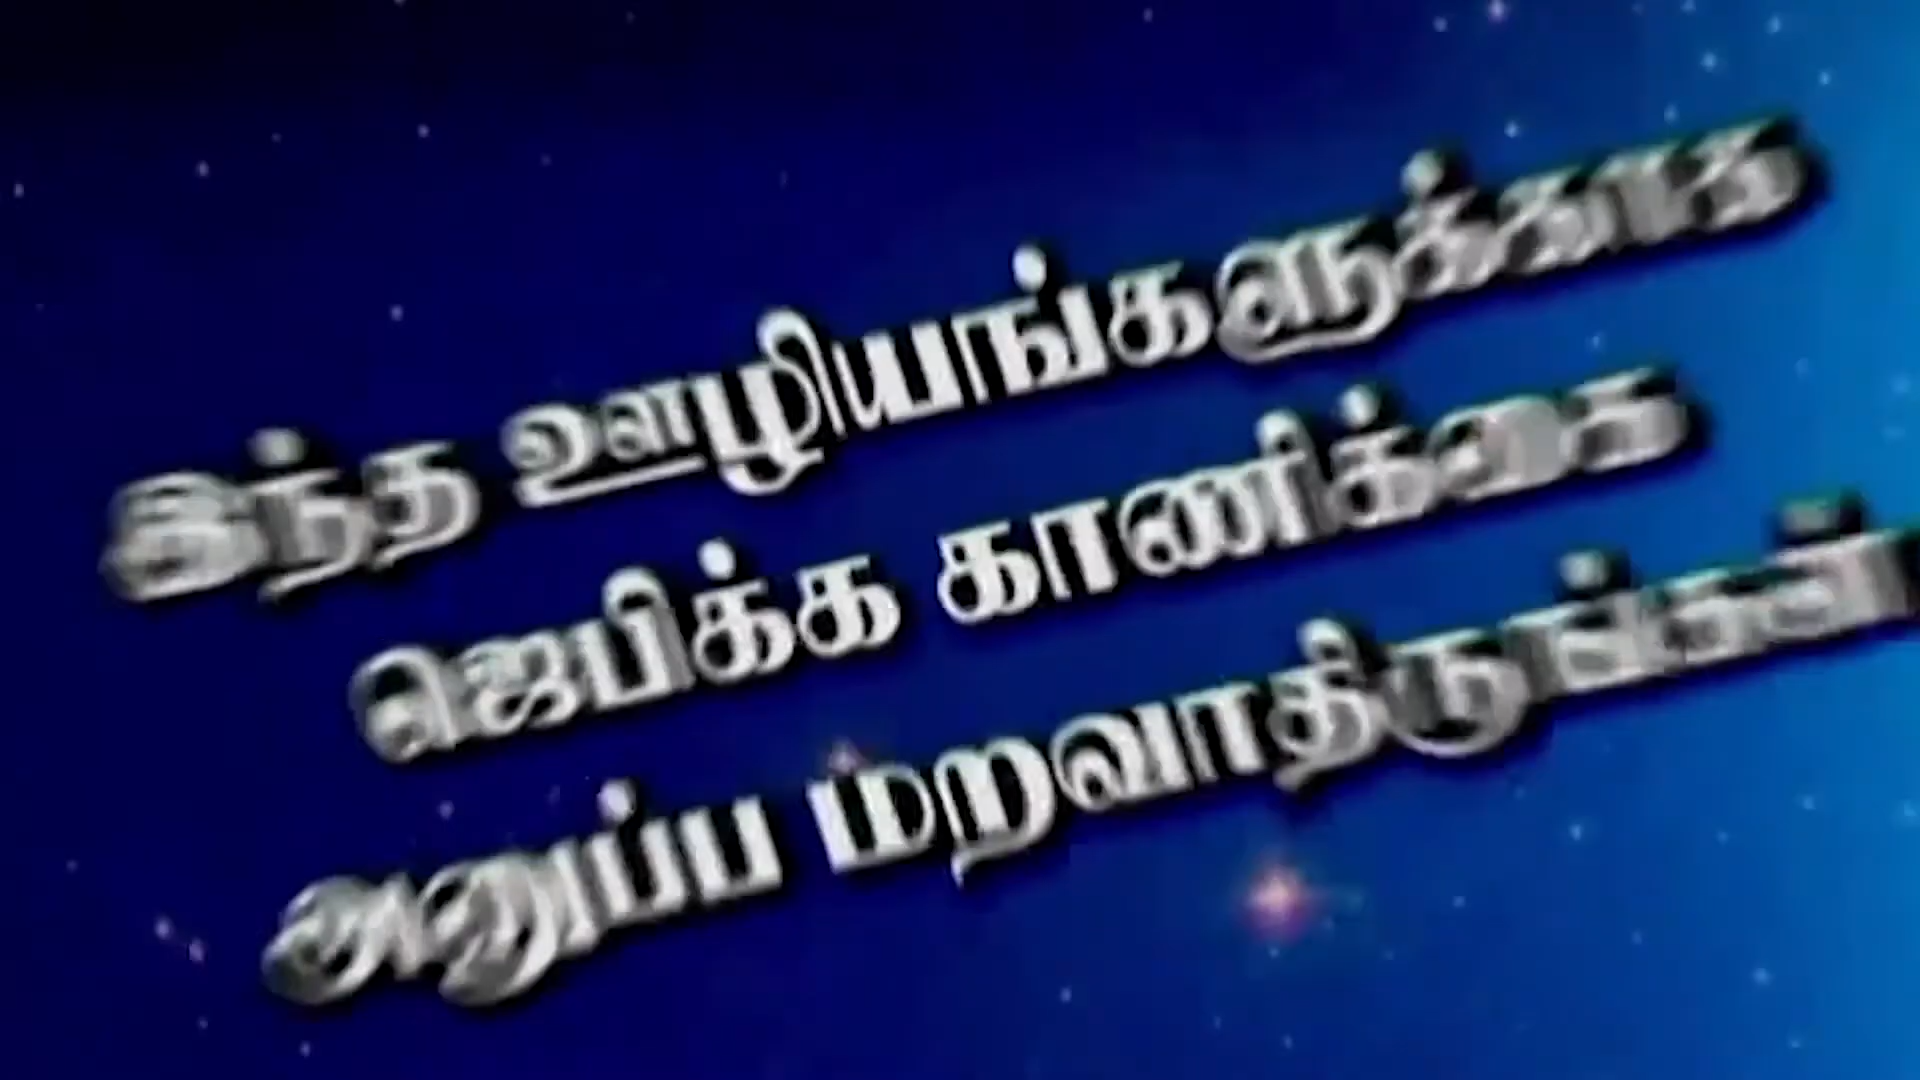 இந்த ஊழியங்களுக்காக
ஜெபிக்க காணிக்கை
அனுப்ப மறவாதிருங்கள்